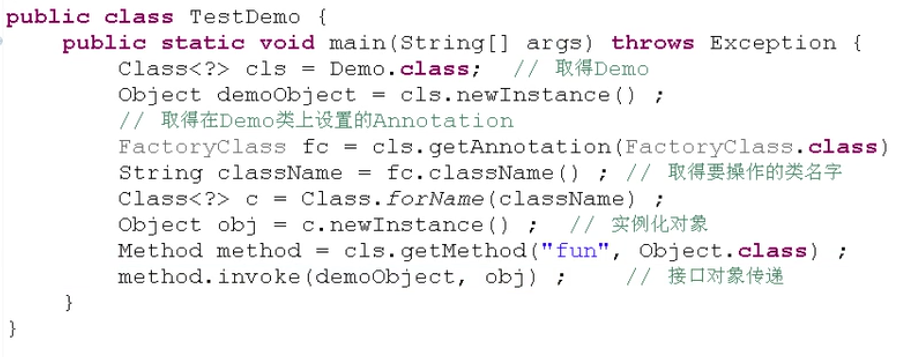 public class TestDemo {
    public static void main(String[] args) throws Exception {
        Class<?> cls = Demo.class;  // 取得Demo
        Object demoObject = cls.newInstance() ;
        // 取得在Demo类上设置的Annotation
        FactoryClass fc = cls.getAnnotation(FactoryClass.class)
        String className = fc.className() ; // 取得要操作的类名字
        Class<?> c = Class.forName(className) ;
        Object obj = c.newInstance() ;  // 实例化对象
        Method method = cls.getMethod("fun", Object.class) ;
        method.invoke(demoObject, obj) ;    // 接口对象传递
    }
}